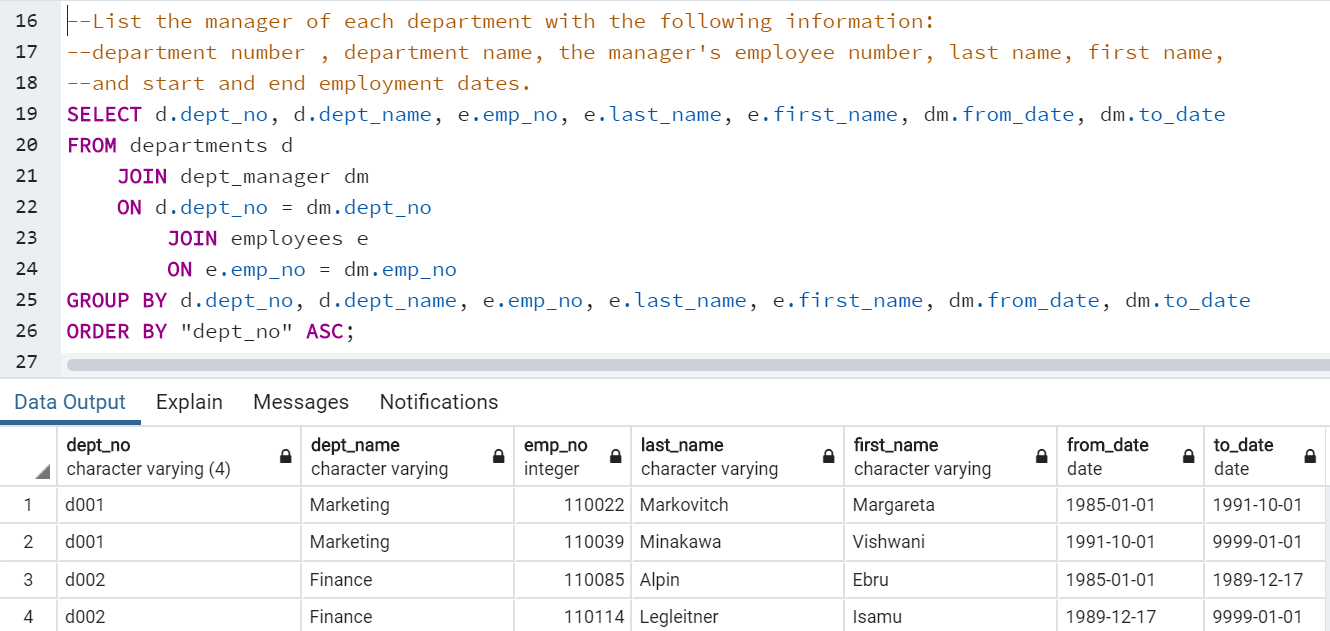 16 --List the manager of each department with the following information:
17 --department number , department name, the manager's employee number, last name, first name,
18 --and start and end employment dates.
19 SELECT d.dept_no, d.dept_name, e.emp_no, e.last_name, e.first_name, dm.from_date, dm.to_date
20 FROM departments d
21 JOIN dept_manager dm
22 ON d.dept_no = dm.dept_no
23 JOIN employees e
24 ON e.emp_no = dm.emp_no
25 GROUP BY d.dept_no, d.dept_name, e.emp_no, e.last_name, e.first_name, dm.from_date, dm.to_date
26 ORDER BY "dept_no" ASC;
27
Data Output Explain Messages Notifications
dept_no dept_name emp_no last_name first_name from_date to_date
character varying (4) character varying integer character varying character varying date date
1 d001 Marketing 110022 Markovitch Margareta 1985-01-01 1991-10-01
2 d001 Marketing 110039 Minakawa Vishwani 1991-10-01 9999-01-01
3 d002 Finance 110085 Alpin Ebru 1985-01-01 1989-12-17
4 d002 Finance 110114 Legleitner Isamu 1989-12-17 9999-01-01